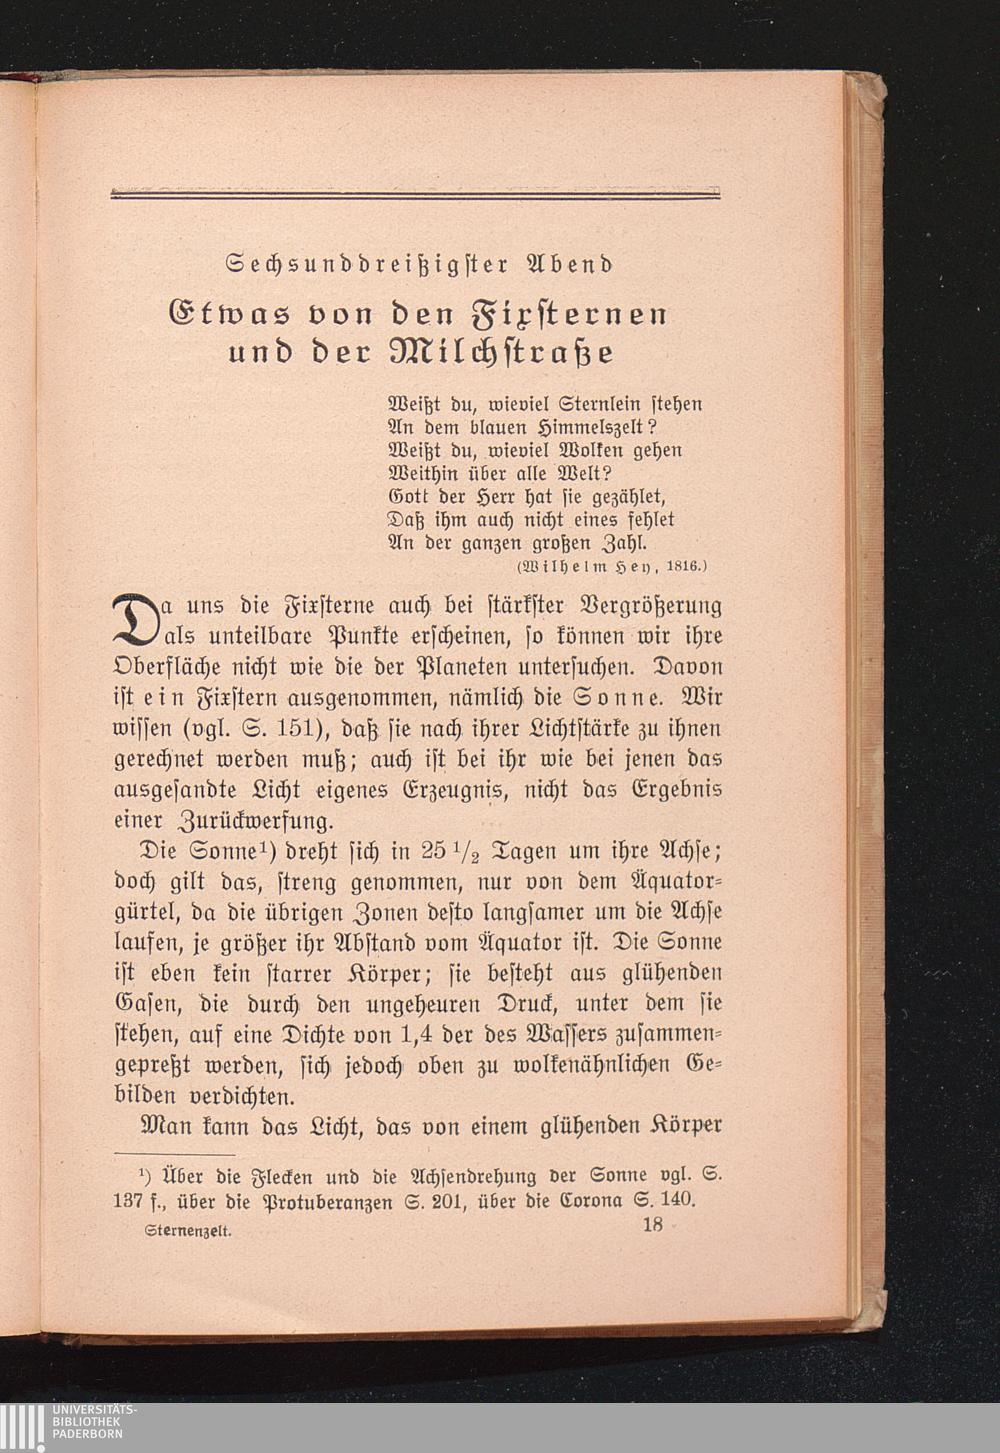 Sechsunddreißigster Abend
Etwas von den Fixsternen
und der Milchstraße
Weißt du, wieviel Sternlein stehen
An dem blauen Himmelszelt?
Weißt du, wieviel Wolken gehen
Weithin über alle Welt?
Gott der Herr hat sie gezählet,
Daß ihm auch nicht eines fehlet
An der ganzen großen Zahl.
(Wilhelm Hey, 1816.)
Da uns die Fixsterne auch bei stärkster Vergrößerung
als unteilbare Punkte erscheinen, so können wir ihre
Oberfläche nicht wie die der Planeten untersuchen. Davon
ist ein Fixstern ausgenommen, nämlich die Sonne. Wir
wissen (vgl. S. 151), daß sie nach ihrer Lichtstärke zu ihnen
gerechnet werden muß; auch ist bei ihr wie bei jenen das
ausgesandte Licht eigenes Erzeugnis, nicht das Ergebnis
einer Zurückwerfung.
Die Sonne¹) dreht sich in 25 1/2 Tagen um ihre Achse;
doch gilt das, streng genommen, nur von dem Äquator-
gürtel, da die übrigen Zonen desto langsamer um die Achse
laufen, je größer ihr Abstand vom Äquator ist. Die Sonne
ist eben kein starrer Körper; sie besteht aus glühenden
Gasen, die durch den ungeheuren Druck, unter dem sie
stehen, auf eine Dichte von 1,4 der des Wassers zusammen-
gepreßt werden, sich jedoch oben zu wolkenähnlichen Ge-
bilden verdichten.
Man kann das Licht, das von einem glühenden Körper
¹) Über die Flecken und die Achsendrehung der Sonne vgl. S.
137 f., über die Protuberanzen S. 201, über die Corona S. 140.
Sternenzelt. 18
UNIVERSITÄTS-
BIBLIOTHEK
PADERBORN